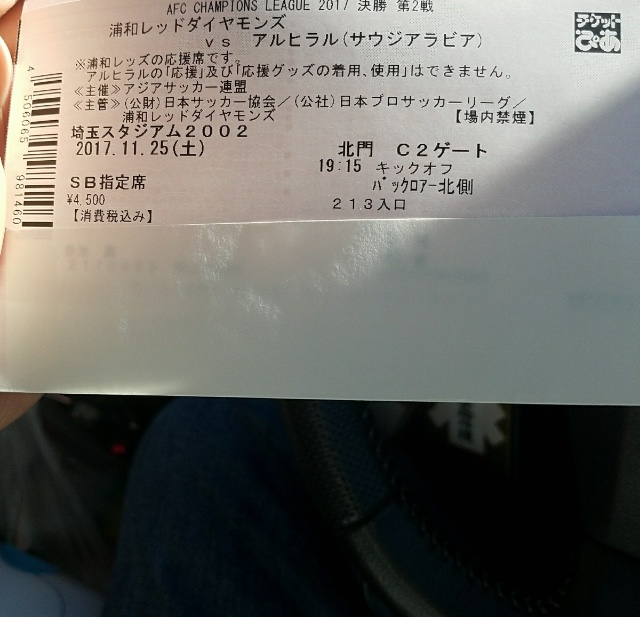 AFC CHAMPIONS LEAGUE 2017 決勝 第2戦
浦和レッドダイヤモンズ
vs アルヒラル(サウジアラビア)
チケットぴあ
※浦和レッズの応援席です。
アルヒラルの「応援」及び「応援グッズの着用、使用」はできません。
≪主催≫アジアサッカー連盟
≪主管≫(公財)日本サッカー協会/(公社)日本プロサッカーリーグ/
浦和レッドダイヤモンズ 【場内禁煙】
埼玉スタジアム2002
2017.11.25(土) 北門 C2ゲート
19:15 キックオフ
SB指定席 バックロアー北側
¥4,500 213入口
【消費税込み】
4 506065 981460